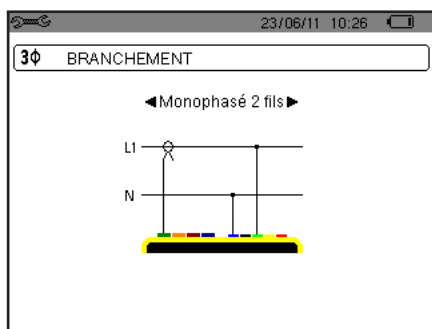 23/06/11 10:26
3Φ BRANCHEMENT
◄Monophasé 2 fils►
L1
N